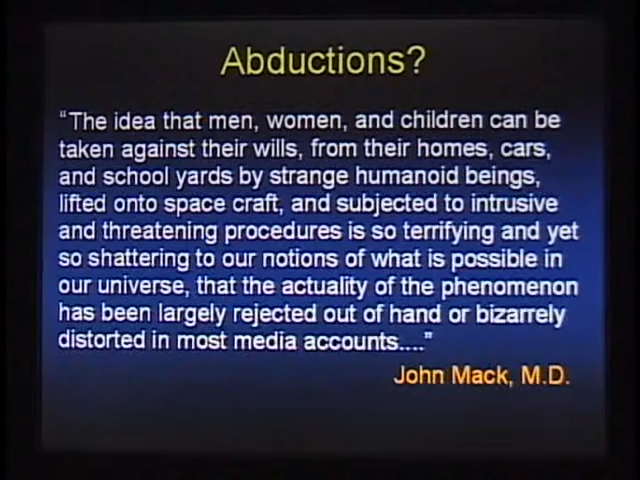 Abductions?
“The idea that men, women, and children can be
taken against their wills, from their homes, cars,
and school yards by strange humanoid beings,
lifted onto space craft, and subjected to intrusive
and threatening procedures is so terrifying and yet
so shattering to our notions of what is possible in
our universe, that the actuality of the phenomenon
has been largely rejected out of hand or bizarrely
distorted in most media accounts....”
John Mack, M.D.